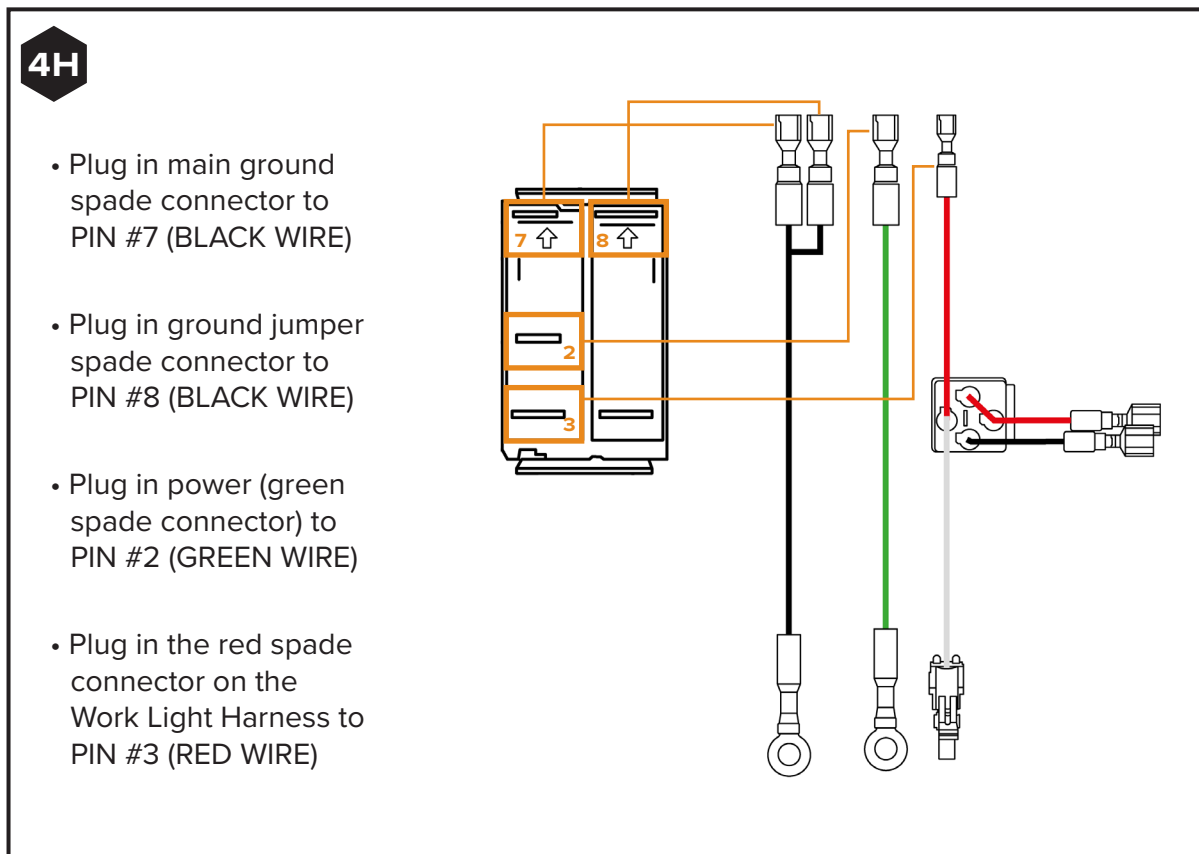 4H
• Plug in main ground
spade connector to
PIN #7 (BLACK WIRE)
• Plug in ground jumper
spade connector to
PIN #8 (BLACK WIRE)
• Plug in power (green
spade connector) to
PIN #2 (GREEN WIRE)
• Plug in the red spade
connector on the
Work Light Harness to
PIN #3 (RED WIRE)
7
8
2
3